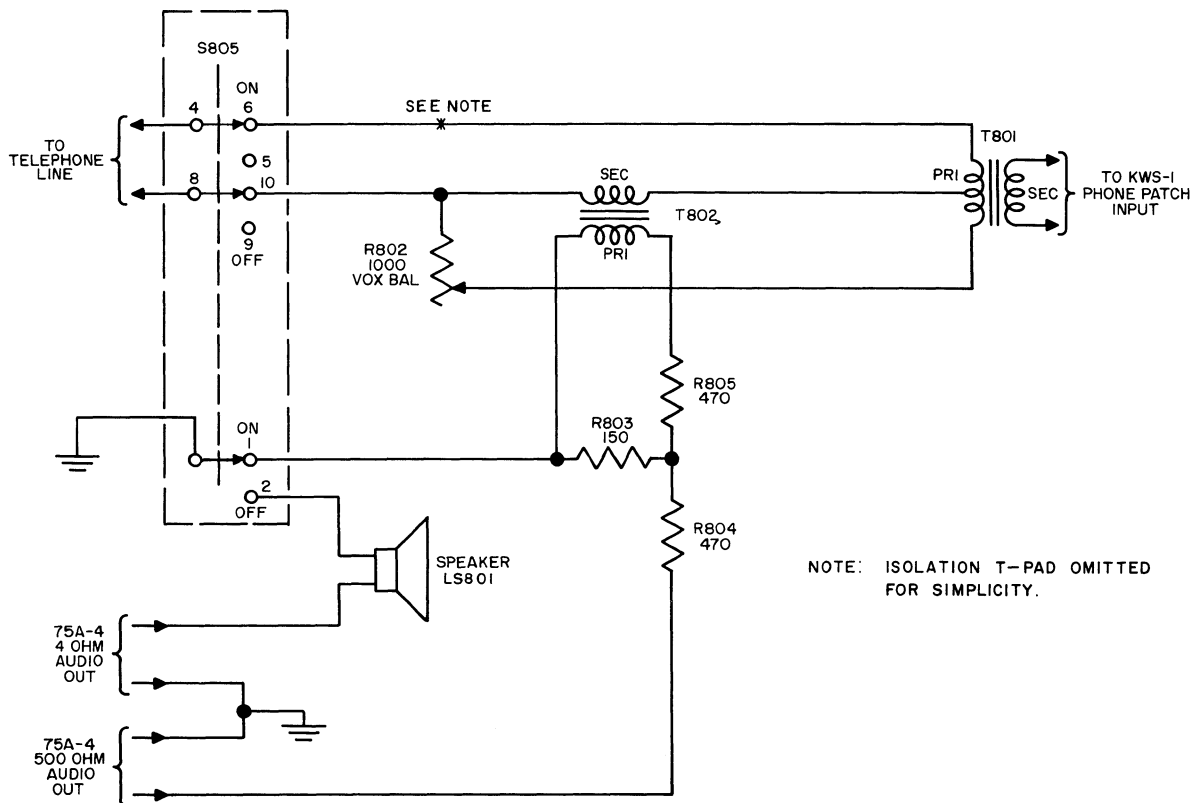 S805
ON
4
6
5
8
10
9
OFF
TO
TELEPHONE
LINE
SEE NOTE
SEC
T802
PRI
R802
1000
VOX BAL
T801
PRI
SEC
TO KWS-1
PHONE PATCH
INPUT
R805
470
R803
150
R804
470
ON
1
2
OFF
SPEAKER
LS801
75A-4
4 OHM
AUDIO
OUT
75A-4
500 OHM
AUDIO
OUT
NOTE: ISOLATION T-PAD OMITTED
FOR SIMPLICITY.